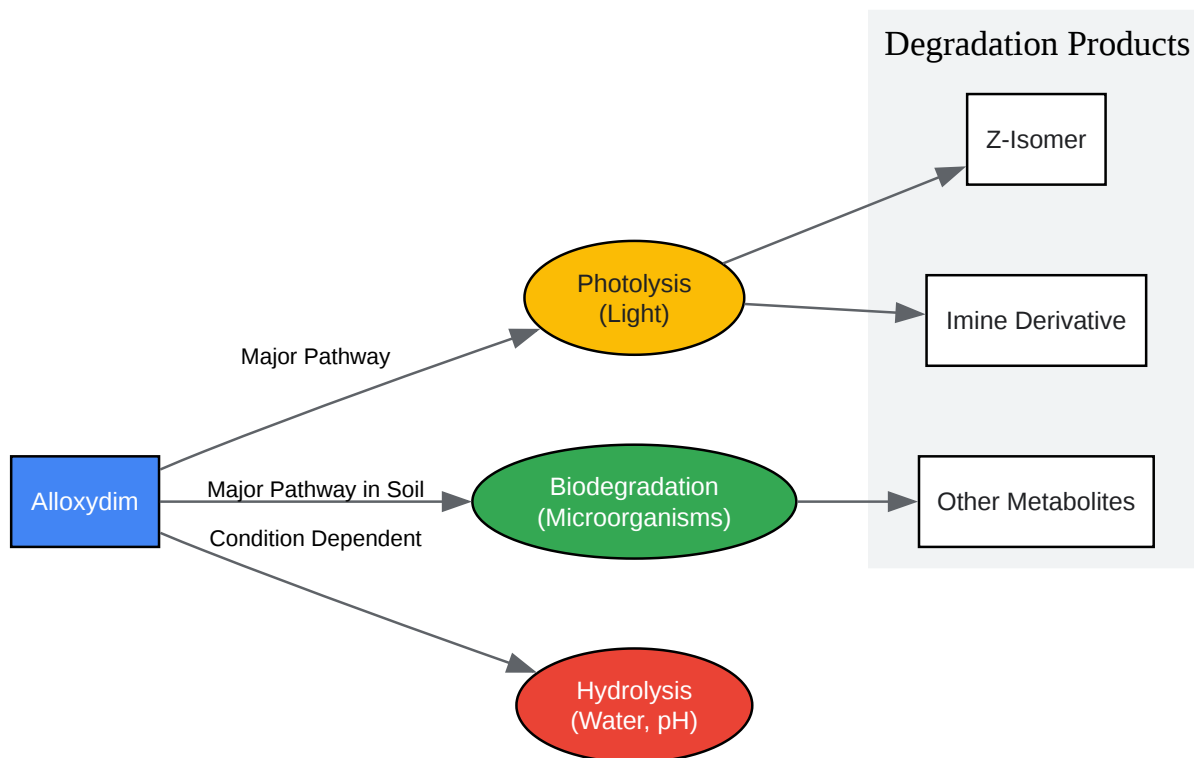 Degradation Products
Z-Isomer
Photolysis
(Light)
Imine Derivative
Major Pathway
Alloxydim
Major Pathway in Soil
Biodegradation
(Microorganisms)
Other Metabolites
Condition Dependent
Hydrolysis
(Water, pH)